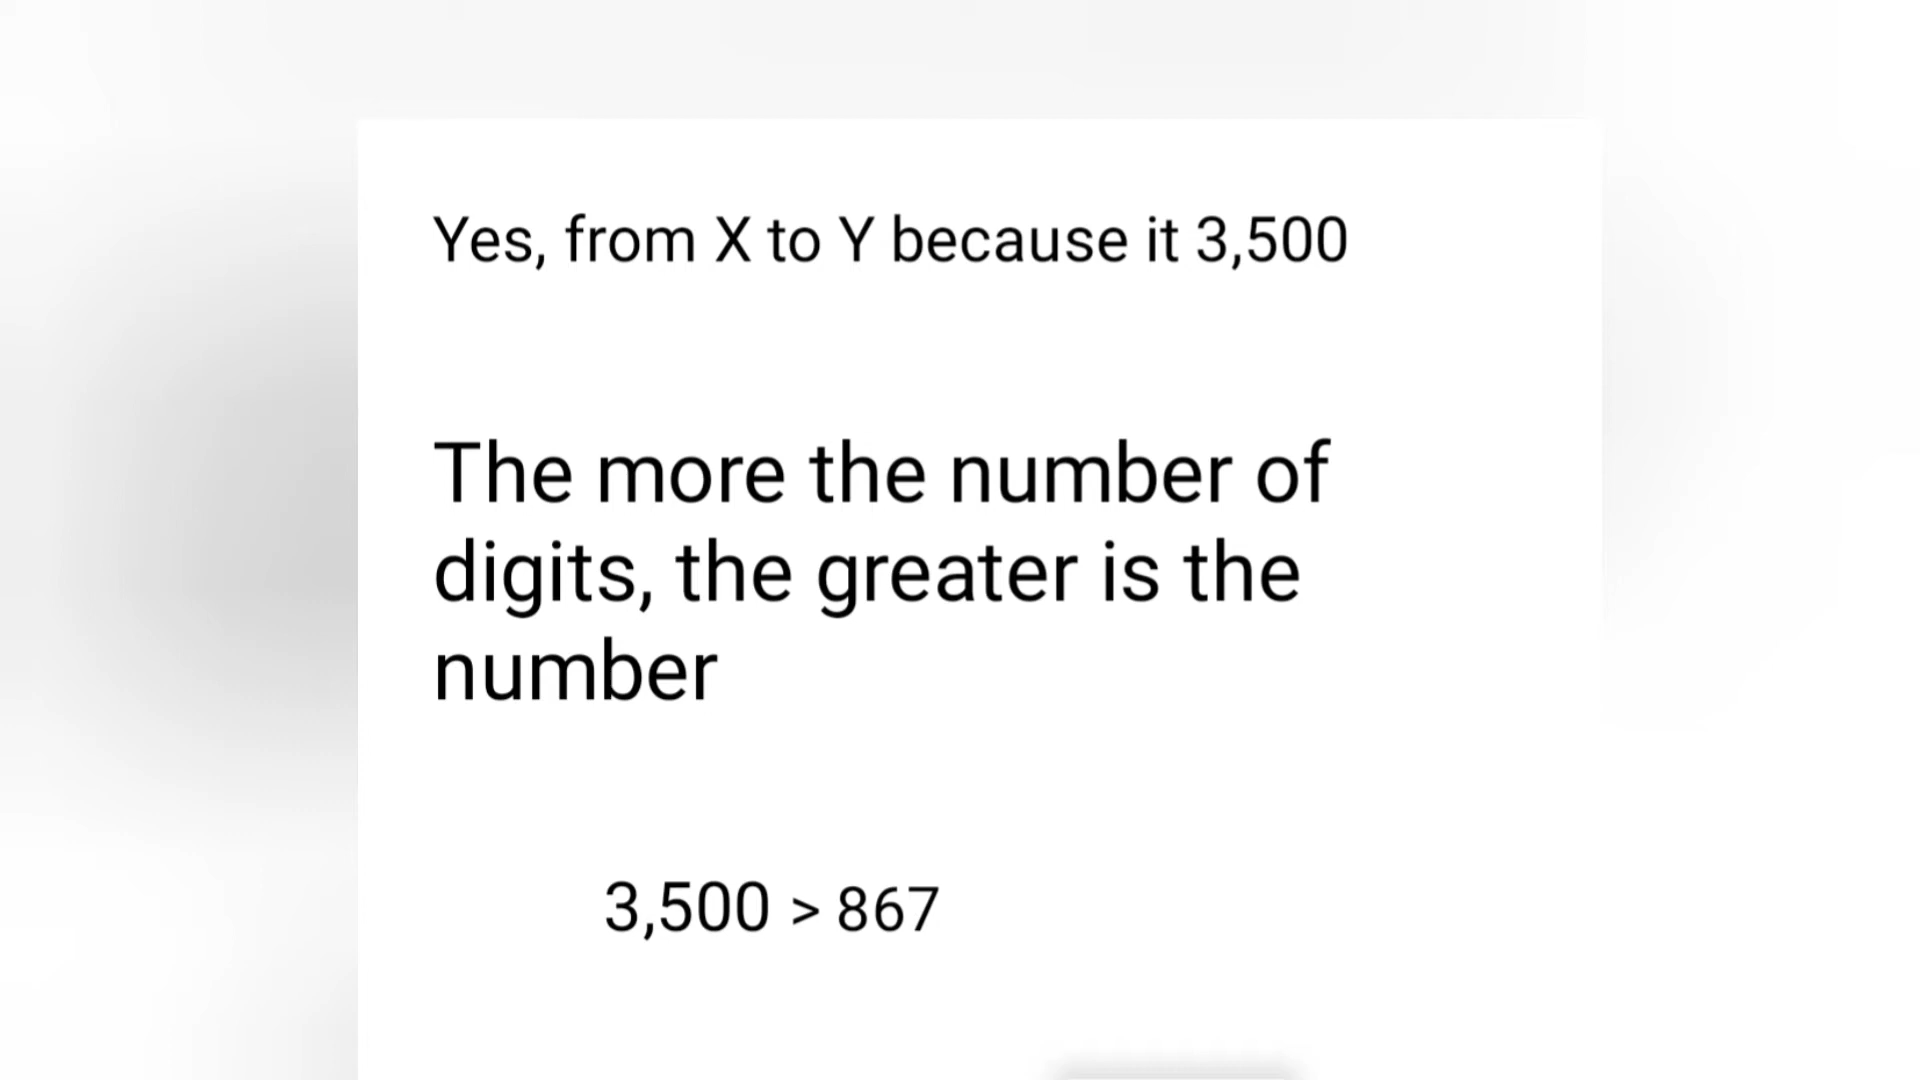 Yes, from X to Y because it 3,500
The more the number of
digits, the greater is the
number
3,500 > 867